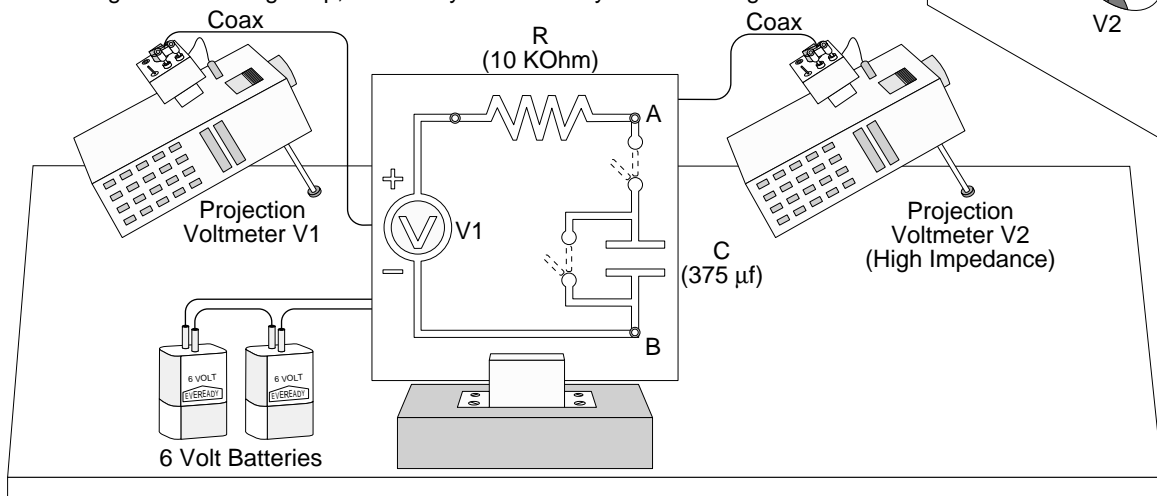 Coax
R
(10 KOhm)
Coax
V2
A
+
V
V1
−
C
(375 μf)
B
Projection
Voltmeter V1
Projection
Voltmeter V2
(High Impedance)
6 VOLT
EVEREADY
6 VOLT
EVEREADY
6 Volt Batteries